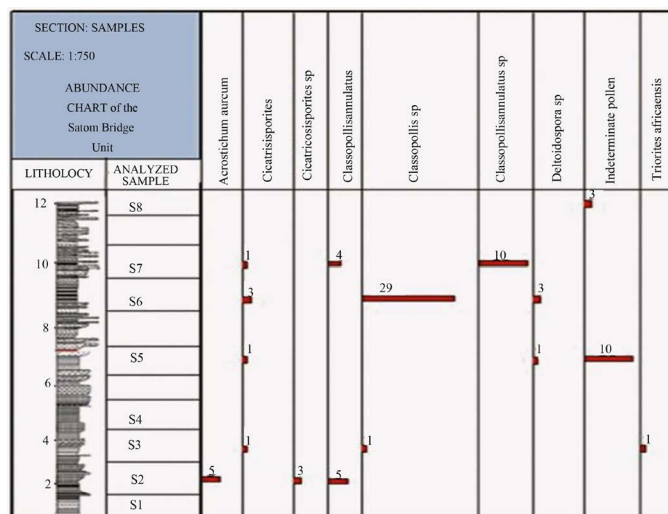 SECTION: SAMPLES
SCALE: 1:750
ABUNDANCE
CHART of the
Satom Bridge
Unit
LITHOLOCY
ANALYZED
SAMPLE
Acrostichum aurcum
Cicatrisisporites
Cicatricosisporites sp
Classopollisannulatus
Classopollis sp
Classopollisannulatus sp
Deltoidospora sp
Indeterminate pollen
Triorites africaensis
12 S8 3
10 S7 1 4 10
S6 3 29 3
8
S5 1 1 10
6
S4
4 S3 1 1 1
2 S2 5 3 5
S1